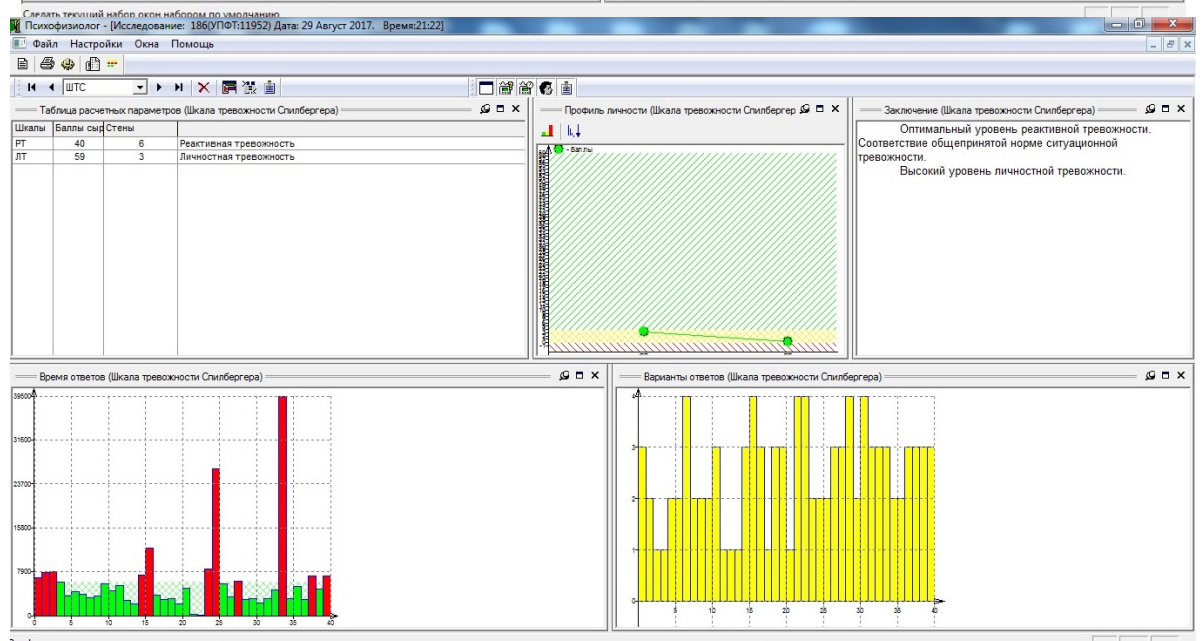 Сделать текущий набор окон набором по умолчанию
Психофизиолог - [Исследование: 186(УПФТ:11952) Дата: 29 Август 2017. Время:21:22]
Файл Настройки Окна Помощь
ШТС
Таблица расчетных параметров (Шкала тревожности Спилбергера)
Шкалы Баллы сыр Стены
РТ 40 6 Реактивная тревожность
ЛТ 59 3 Личностная тревожность
Профиль личности (Шкала тревожности Спилбергер
- Баллы
Заключение (Шкала тревожности Спилбергера)
Оптимальный уровень реактивной тревожности.
Соответствие общепринятой норме ситуационной
тревожности.
Высокий уровень личностной тревожности.
Время ответов (Шкала тревожности Спилбергера)
39500
31600
23700
15800
7900
0
0 5 10 15 20 25 30 35 40
Варианты ответов (Шкала тревожности Спилбергера)
4
3
2
1
0
5 10 15 20 25 30 35 40